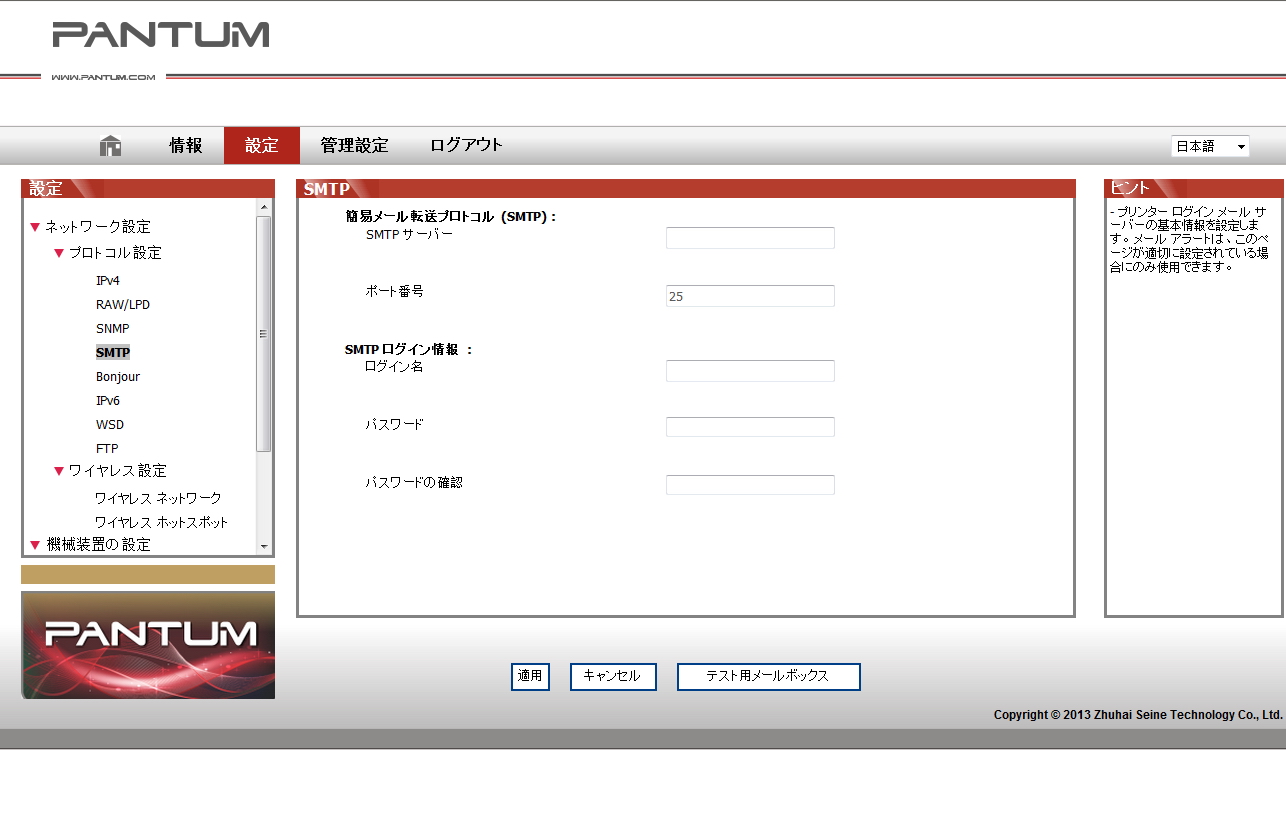 PANTUM
WWW.PANTUM.COM
情報 設定 管理設定 ログアウト 日本語
設定
▼ ネットワーク設定
▼ プロトコル設定
IPv4
RAW/LPD
SNMP
SMTP
Bonjour
IPv6
WSD
FTP
▼ ワイヤレス設定
ワイヤレス ネットワーク
ワイヤレス ホットスポット
▼ 機械装置の設定
PANTUM
SMTP
簡易メール転送プロトコル (SMTP)：
SMTP サーバー
ポート番号 25
SMTP ログイン情報 ：
ログイン名
パスワード
パスワードの確認
適用 キャンセル テスト用メールボックス
ヒント
- プリンター ログイン メール サ
ーバーの基本情報を設定しま
す。メール アラートは、このペ
ージが適切に設定されている場
合にのみ使用できます。
Copyright © 2013 Zhuhai Seine Technology Co., Ltd.